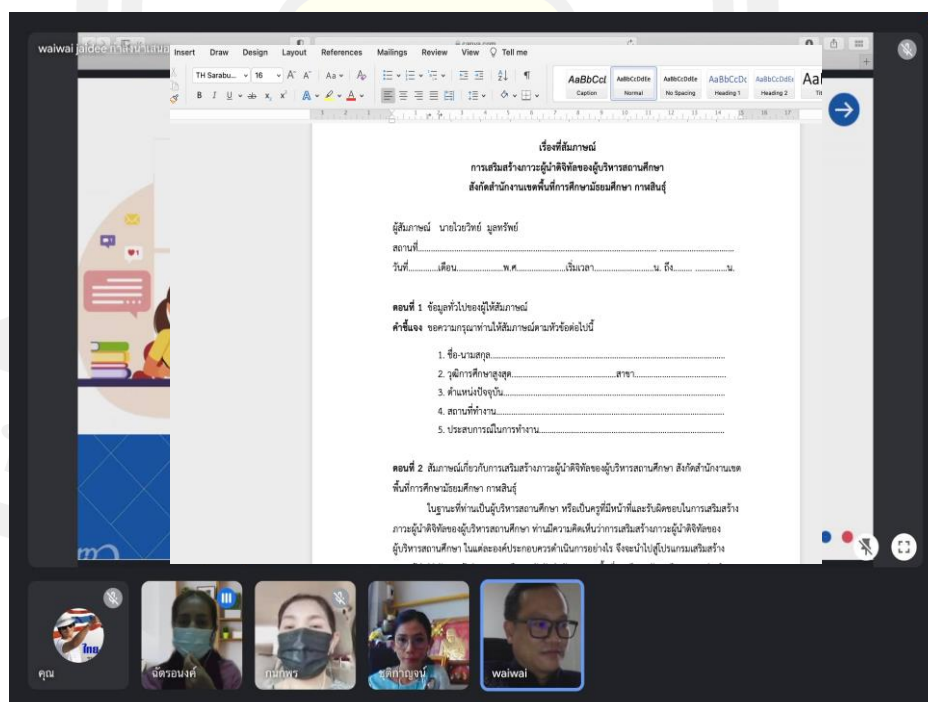 waiwai jaidee กำลังนำเสนอ
Insert Draw Design Layout References Mailings Review View Tell me
TH Sarabu... 16
AaBbCcL AaBbCcDdEe AaBbCcDdEe AaBbCcDc AaBbCcDdEe Aa
Caption Normal No Spacing Heading 1 Heading 2
เรื่องที่สัมภาษณ์
การเสริมสร้างภาวะผู้นำดิจิทัลของผู้บริหารสถานศึกษา
สังกัดสำนักงานเขตพื้นที่การศึกษามัธยมศึกษา กาฬสินธุ์
ผู้สัมภาษณ์ นายไวยวิทย์ มูลทรัพย์
สถานที่
วันที่............เดือน...................พ.ศ...................เริ่มเวลา.......................น. ถึง....................น.
ตอนที่ 1 ข้อมูลทั่วไปของผู้ให้สัมภาษณ์
คำชี้แจง ขอความกรุณาท่านให้สัมภาษณ์ตามหัวข้อต่อไปนี้
1. ชื่อ-นามสกุล
2. วุฒิการศึกษาสูงสุด...............................สาขา...............................
3. ตำแหน่งปัจจุบัน
4. สถานที่ทำงาน
5. ประสบการณ์ในการทำงาน
ตอนที่ 2 สัมภาษณ์เกี่ยวกับการเสริมสร้างภาวะผู้นำดิจิทัลของผู้บริหารสถานศึกษา สังกัดสำนักงานเขต
พื้นที่การศึกษามัธยมศึกษา กาฬสินธุ์
ในฐานะที่ท่านเป็นผู้บริหารสถานศึกษา หรือเป็นครูที่มีหน้าที่และรับผิดชอบในการเสริมสร้าง
ภาวะผู้นำดิจิทัลของผู้บริหารสถานศึกษา ท่านมีความคิดเห็นว่าการเสริมสร้างภาวะผู้นำดิจิทัลของ
ผู้บริหารสถานศึกษา ในแต่ละองค์ประกอบควรดำเนินการอย่างไร จึงจะนำไปสู่โปรแกรมเสริมสร้าง
ไทย
คุณ ฉัตรอนงค์ กนกพร ชุติกาญจน์ waiwai